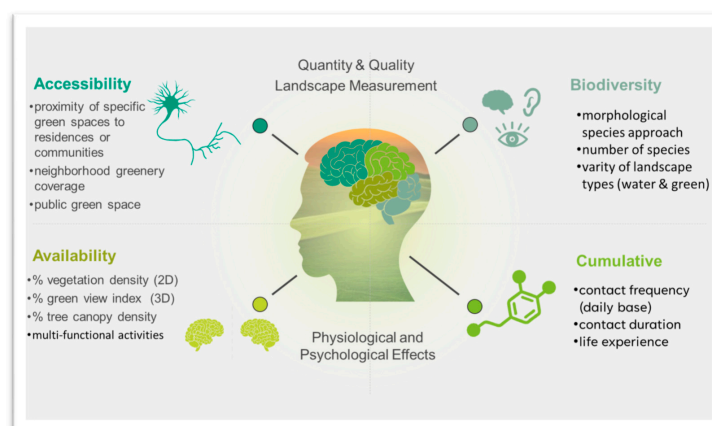 Quantity & Quality
Landscape Measurement
Accessibility
•proximity of specific
green spaces to
residences or
communities
•neighborhood greenery
coverage
•public green space
Biodiversity
•morphological
species approach
•number of species
•varity of landscape
types (water & green)
Availability
•% vegetation density (2D)
•% green view index (3D)
•% tree canopy density
•multi-functional activities
Cumulative
•contact frequency
(daily base)
•contact duration
•life experience
Physiological and
Psychological Effects